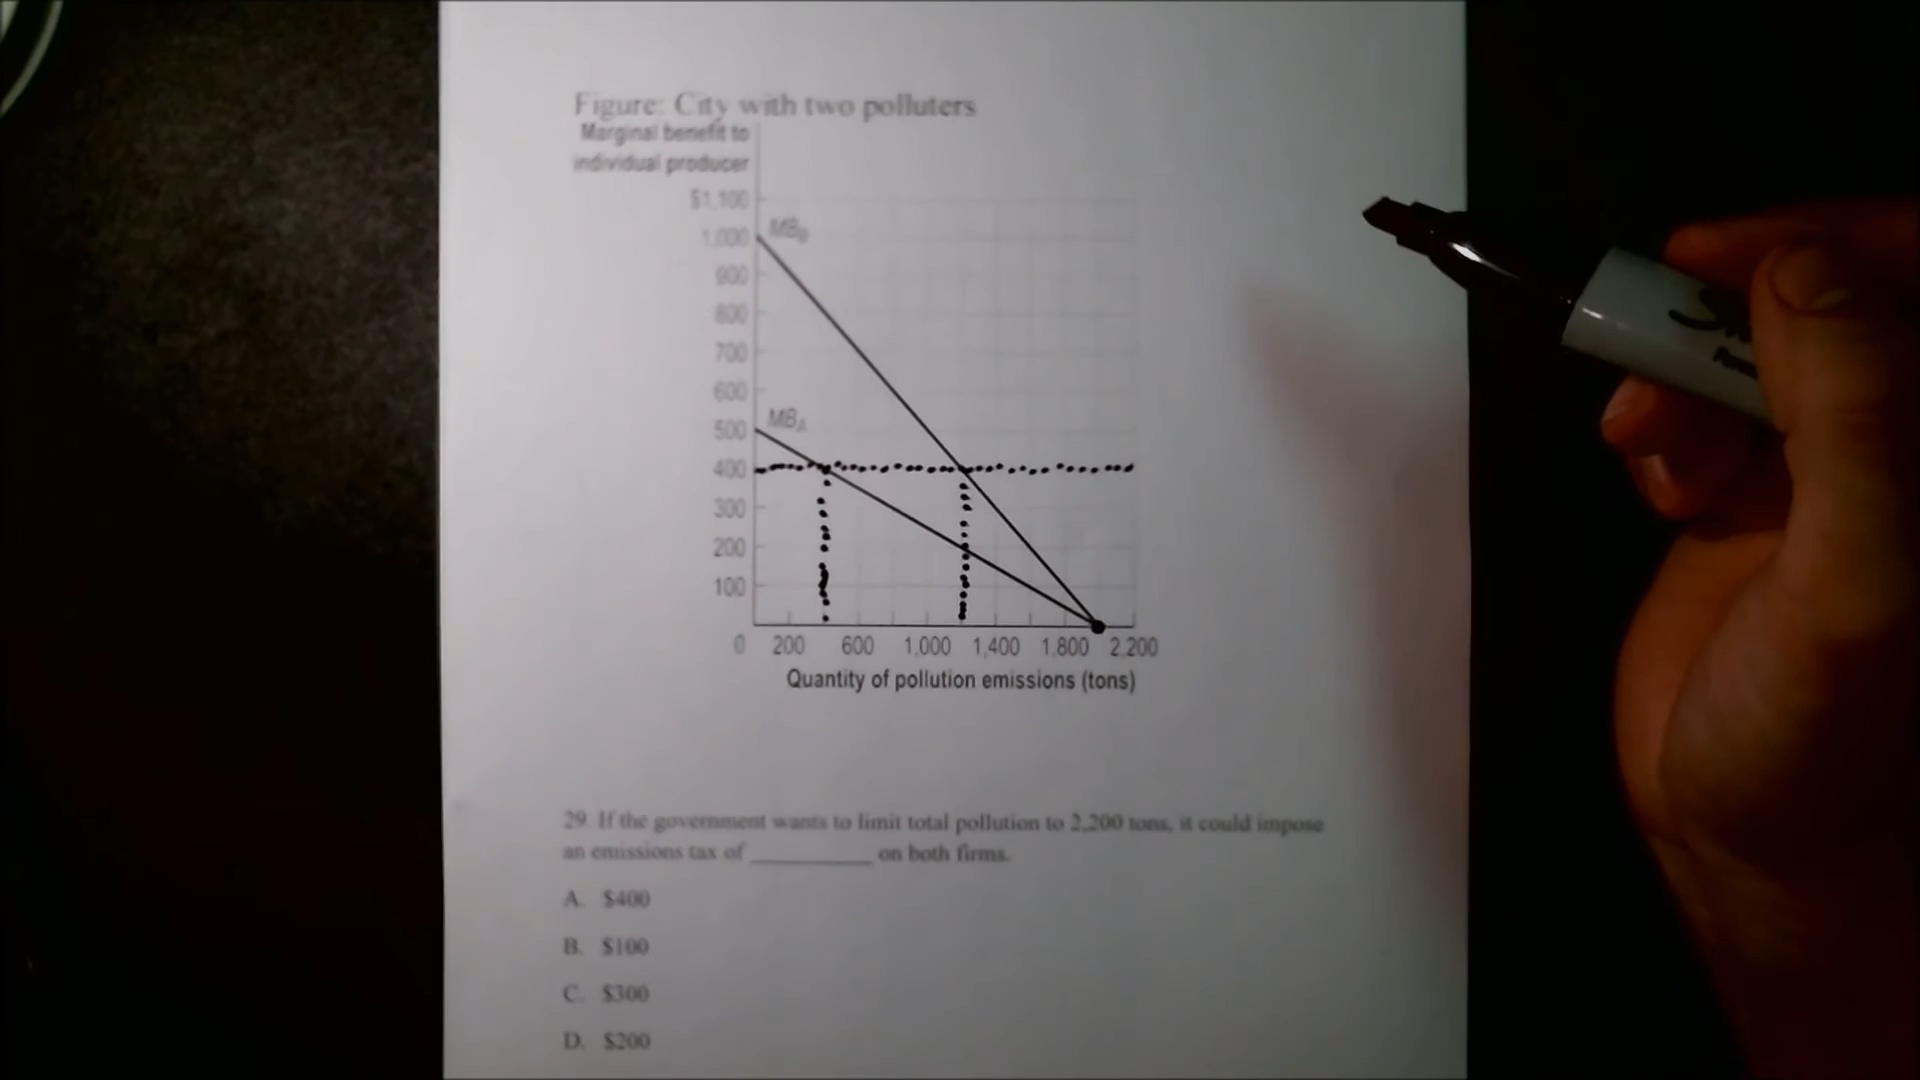 Figure: City with two polluters
Marginal benefit to
individual producer
$1,100
1,000
MB_B
900
800
700
600
500
MB_A
400
300
200
100
0 200 600 1,000 1,400 1,800 2,200
Quantity of pollution emissions (tons)
29. If the government wants to limit total pollution to 2,200 tons, it could impose
an emissions tax of __________ on both firms.
A. $400
B. $100
C. $300
D. $200